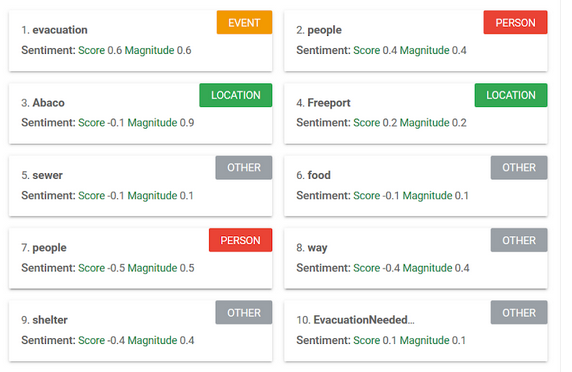 EVENT
1. evacuation
Sentiment: Score 0.6 Magnitude 0.6
PERSON
2. people
Sentiment: Score 0.4 Magnitude 0.4
LOCATION
3. Abaco
Sentiment: Score -0.1 Magnitude 0.9
LOCATION
4. Freeport
Sentiment: Score 0.2 Magnitude 0.2
OTHER
5. sewer
Sentiment: Score -0.1 Magnitude 0.1
OTHER
6. food
Sentiment: Score -0.1 Magnitude 0.1
PERSON
7. people
Sentiment: Score -0.5 Magnitude 0.5
OTHER
8. way
Sentiment: Score -0.4 Magnitude 0.4
OTHER
9. shelter
Sentiment: Score -0.4 Magnitude 0.4
OTHER
10. EvacuationNeeded…
Sentiment: Score 0.1 Magnitude 0.1